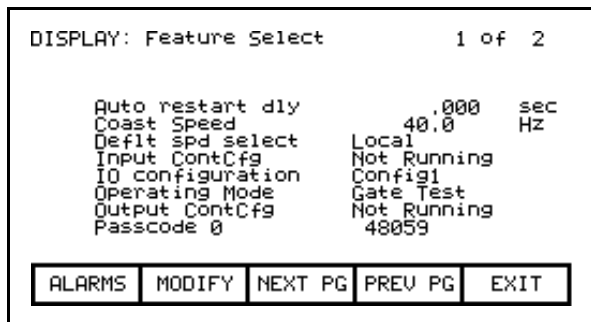 DISPLAY: Feature Select 1 of 2
Auto restart dly .000 sec
Coast Speed 40.0 Hz
Deflt spd select Local
Input ContCfg Not Running
IO configuration Config1
Operating Mode Gate Test
Output ContCfg Not Running
Passcode 0 48059
ALARMS MODIFY NEXT PG PREV PG EXIT